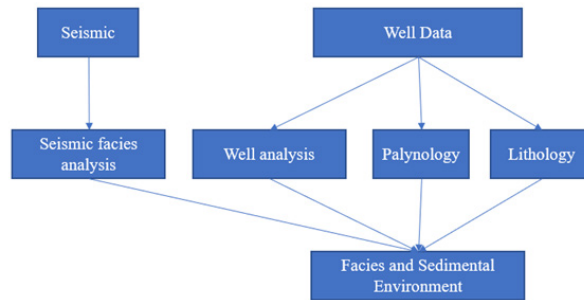 Seismic
Well Data
Seismic facies
analysis
Well analysis
Palynology
Lithology
Facies and Sedimental
Environment